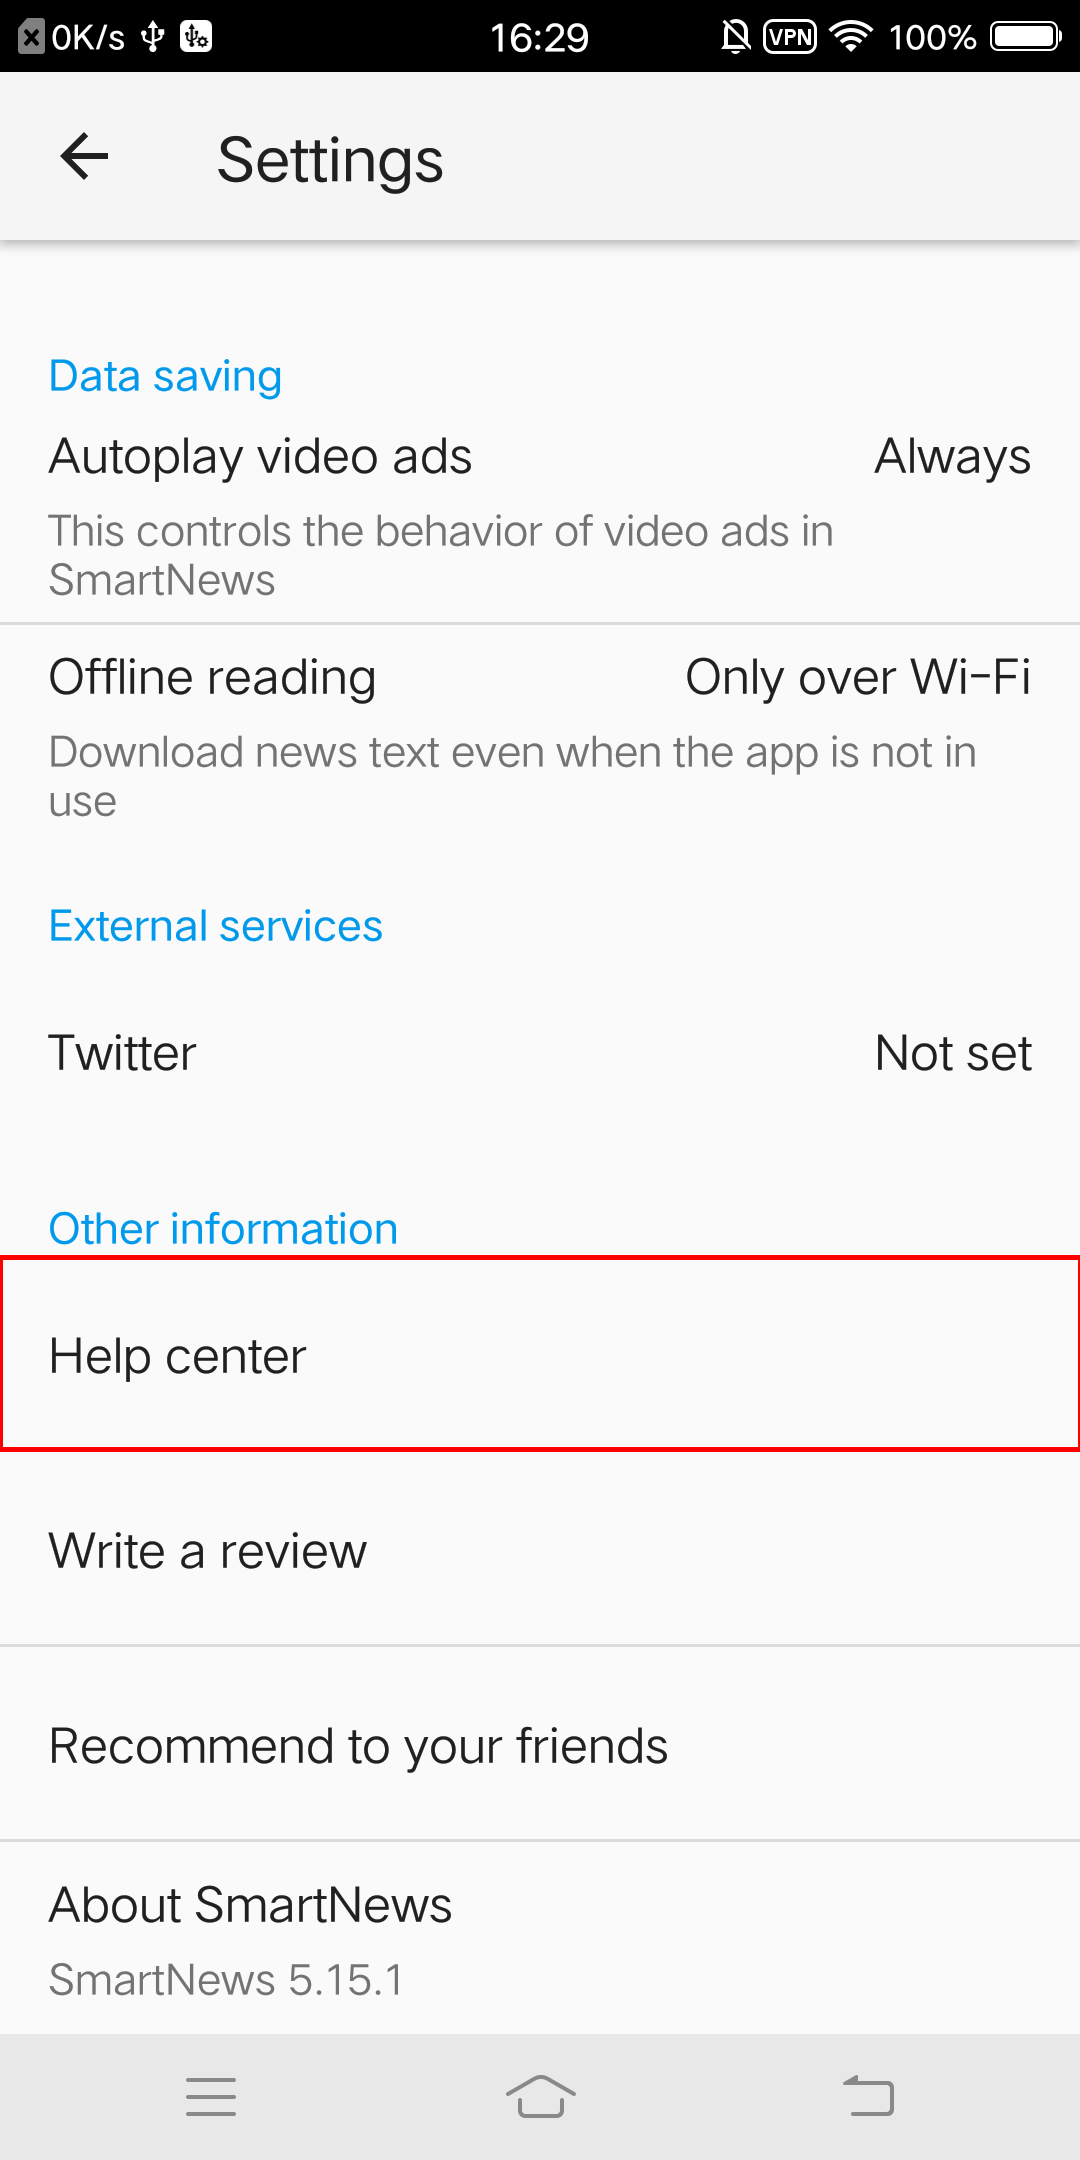 0K/s 16:29 VPN 100%
Settings
Data saving
Autoplay video ads Always
This controls the behavior of video ads in
SmartNews
Offline reading Only over Wi-Fi
Download news text even when the app is not in
use
External services
Twitter Not set
Other information
Help center
Write a review
Recommend to your friends
About SmartNews
SmartNews 5.15.1